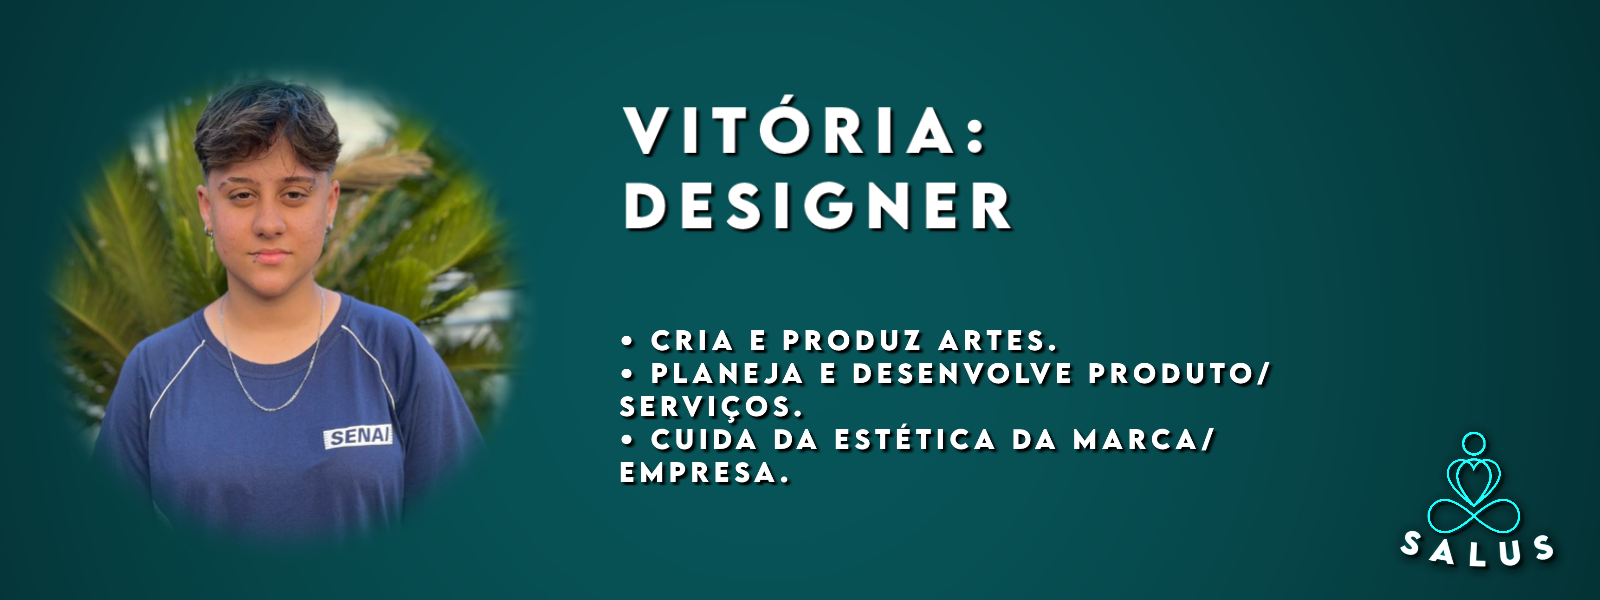 VITÓRIA:
DESIGNER
• CRIA E PRODUZ ARTES.
• PLANEJA E DESENVOLVE PRODUTO/
SERVIÇOS.
• CUIDA DA ESTÉTICA DA MARCA/
EMPRESA.
SENAI
SALUS